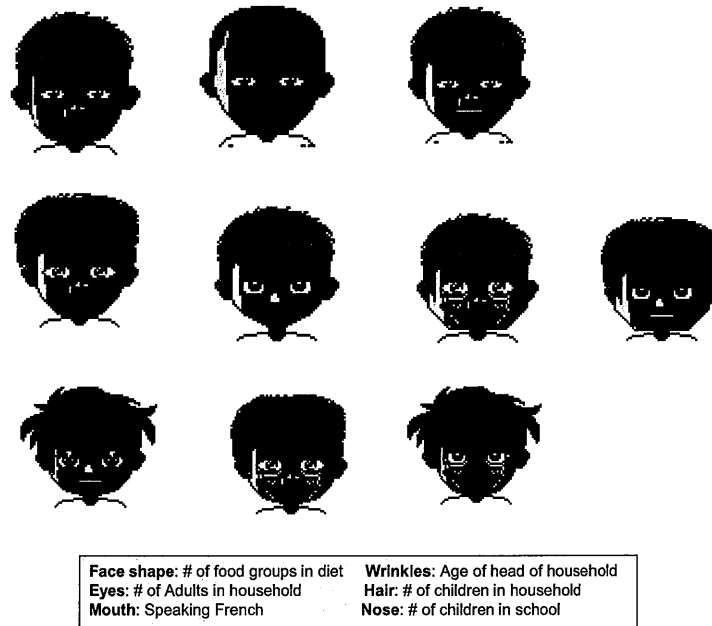 Face shape: # of food groups in diet Wrinkles: Age of head of household
Eyes: # of Adults in household Hair: # of children in household
Mouth: Speaking French Nose: # of children in school